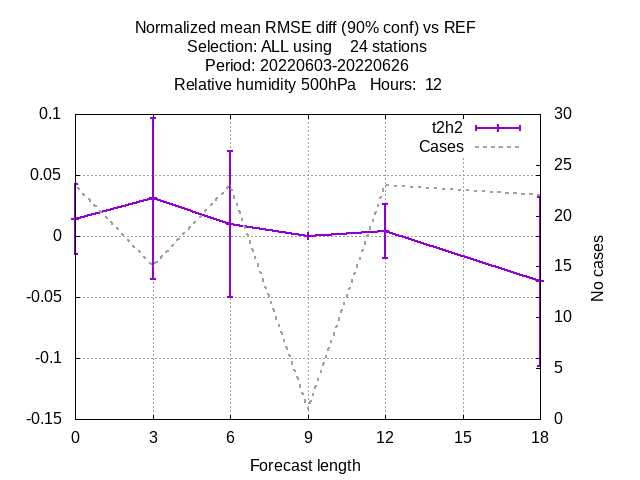 Normalized mean RMSE diff (90% conf) vs REF
Selection: ALL using    24 stations
Period: 20220603-20220626
Relative humidity 500hPa   Hours:  12
0.1
0.05
0
-0.05
-0.1
-0.15
t2h2
Cases
30
25
20
15
10
5
0
No cases
0 3 6 9 12 15 18
Forecast length